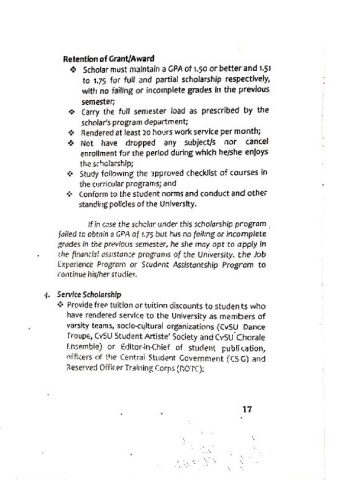 Retention of Grant/Award
❖ Scholar must maintain a GPA of 1.50 or better and 1.51
to 1.75 for full and partial scholarship respectively,
with no failing or incomplete grades in the previous
semester;
❖ Carry the full semester load as prescribed by the
scholar's program department;
❖ Rendered at least 20 hours work service per month;
❖ Not have dropped any subject/s nor cancel
enrollment for the period during which he/she enjoys
the scholarship;
❖ Study following the approved checklist of courses in
the curricular programs; and
❖ Conform to the student norms and conduct and other
standing policies of the University.
If in case the scholar under this scholarship program
failed to obtain a GPA of 1.75 but has no failing or incomplete
grades in the previous semester, he she may opt to apply in
the financial assistance programs of the University. the Job
Experience Program or Student Assistantship Program to
continue his/her studies.
4. Service Scholarship
❖ Provide free tuition or tuition discounts to students who
have rendered service to the University as members of
varsity teams, socio-cultural organizations (CvSU Dance
Troupe, CvSU Student Artiste' Society and CvSU Chorale
Ensemble) or Editor-in-Chief of student publication,
officers of the Central Student Government (CSG) and
Reserved Officer Training Corps (ROTC);
17